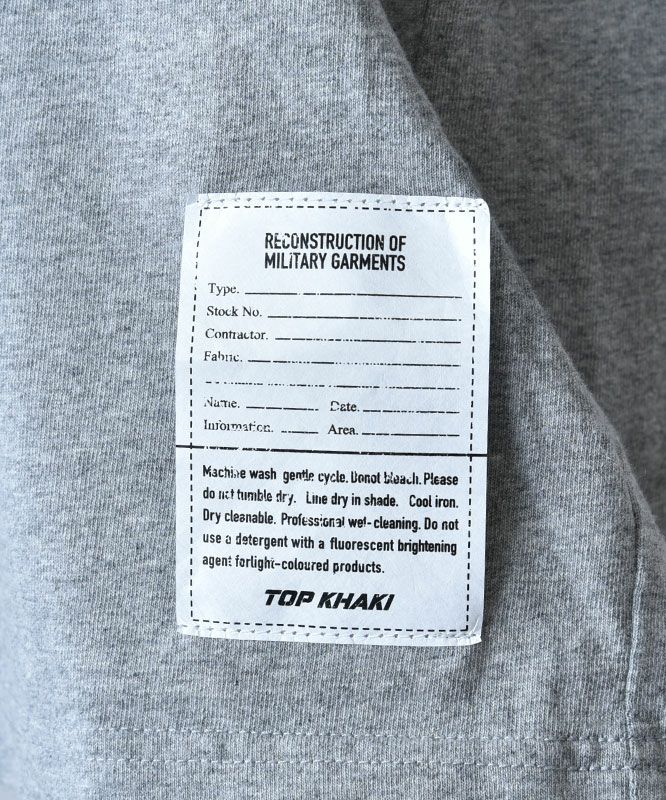 RECONSTRUCTION OF
MILITARY GARMENTS
Type.
Stock No.
Contractor.
Fabric.
Name. Date.
Information. Area.
Machine wash gentle cycle. Donot bleach. Please
do not tumble dry. Line dry in shade. Cool iron.
Dry cleanable. Professional wet-cleaning. Do not
use a detergent with a fluorescent brightening
agent forlight-coloured products.
TOP KHAKI